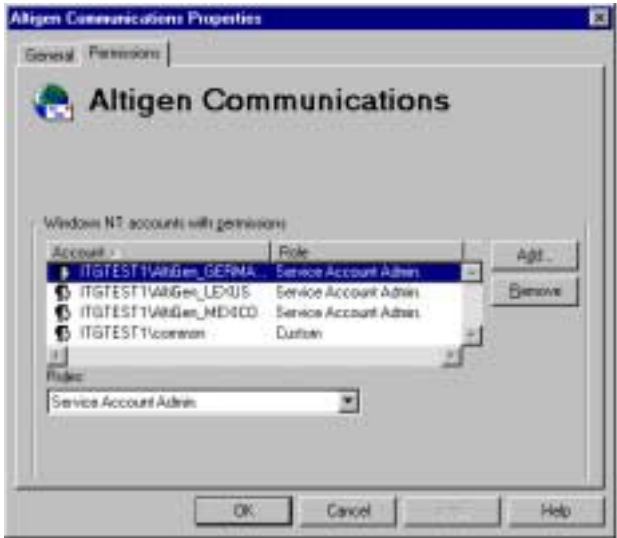 Altigen Communications Properties
General Permissions
Altigen Communications
Windows NT accounts with permissions
Account Role
ITGTEST1\AltiGen_GERMA... Service Account Admin.
ITGTEST1\AltiGen_LEXUS Service Account Admin.
ITGTEST1\AltiGen_MEXICO Service Account Admin.
ITGTEST1\common Custom
Add...
Remove
Roles:
Service Account Admin.
OK Cancel Help